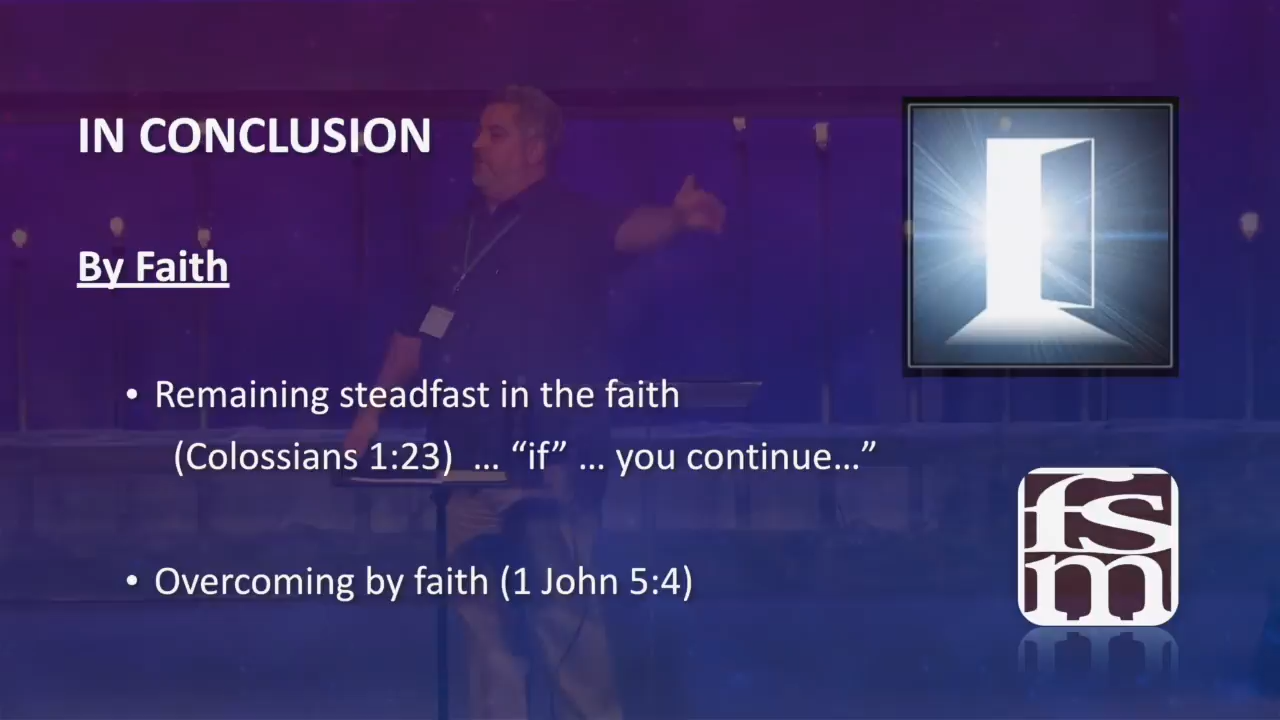 IN CONCLUSION
By Faith
• Remaining steadfast in the faith
(Colossians 1:23) … “if” … you continue…”
• Overcoming by faith (1 John 5:4)
fs
m